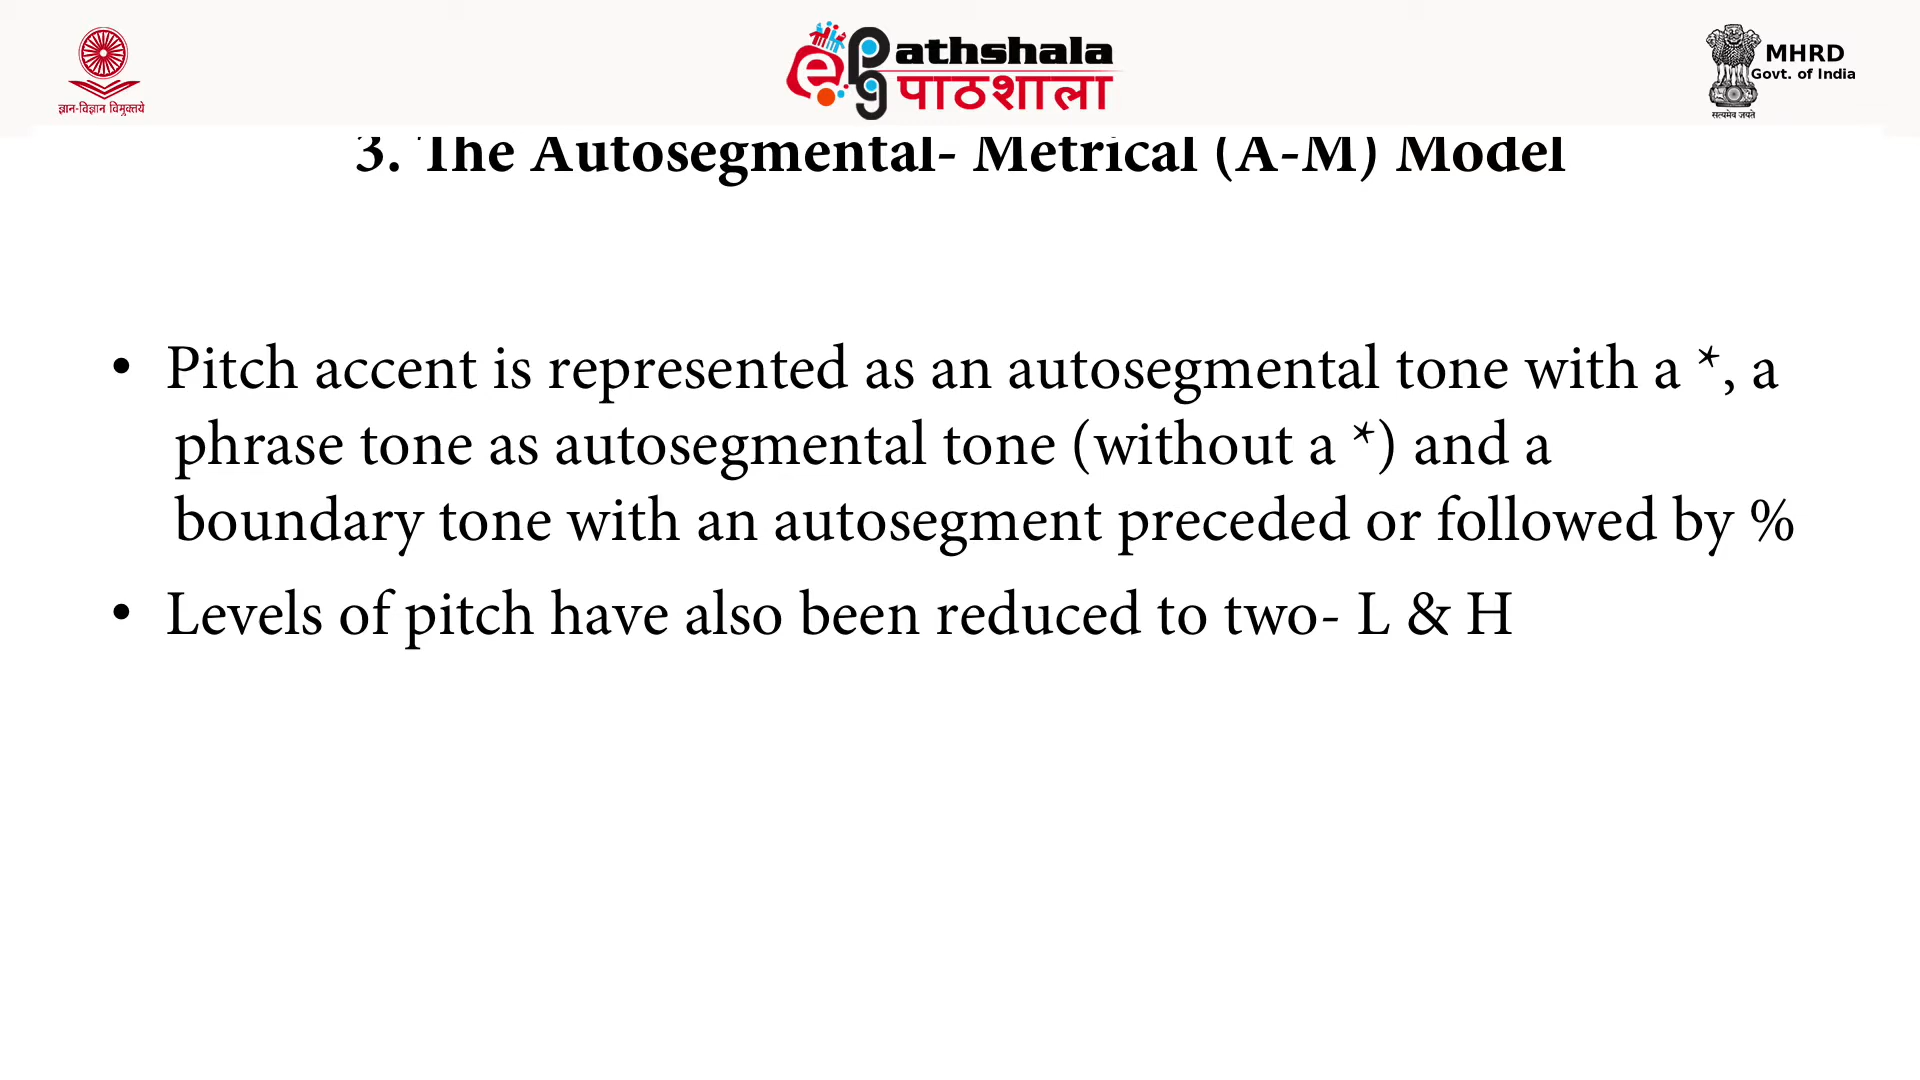 ज्ञान-विज्ञान विमुक्तये
ePathshala
पाठशाला
MHRD
Govt. of India
सत्यमेव जयते
3. The Autosegmental- Metrical (A-M) Model
• Pitch accent is represented as an autosegmental tone with a *, a
phrase tone as autosegmental tone (without a *) and a
boundary tone with an autosegment preceded or followed by %
• Levels of pitch have also been reduced to two- L & H